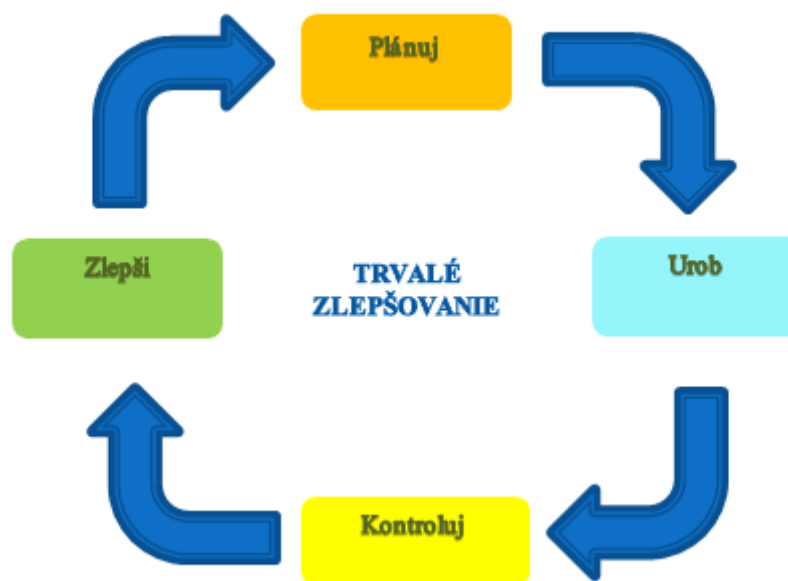 Plánuj
Zlepši
TRVALÉ
ZLEPŠOVANIE
Urob
Kontroluj